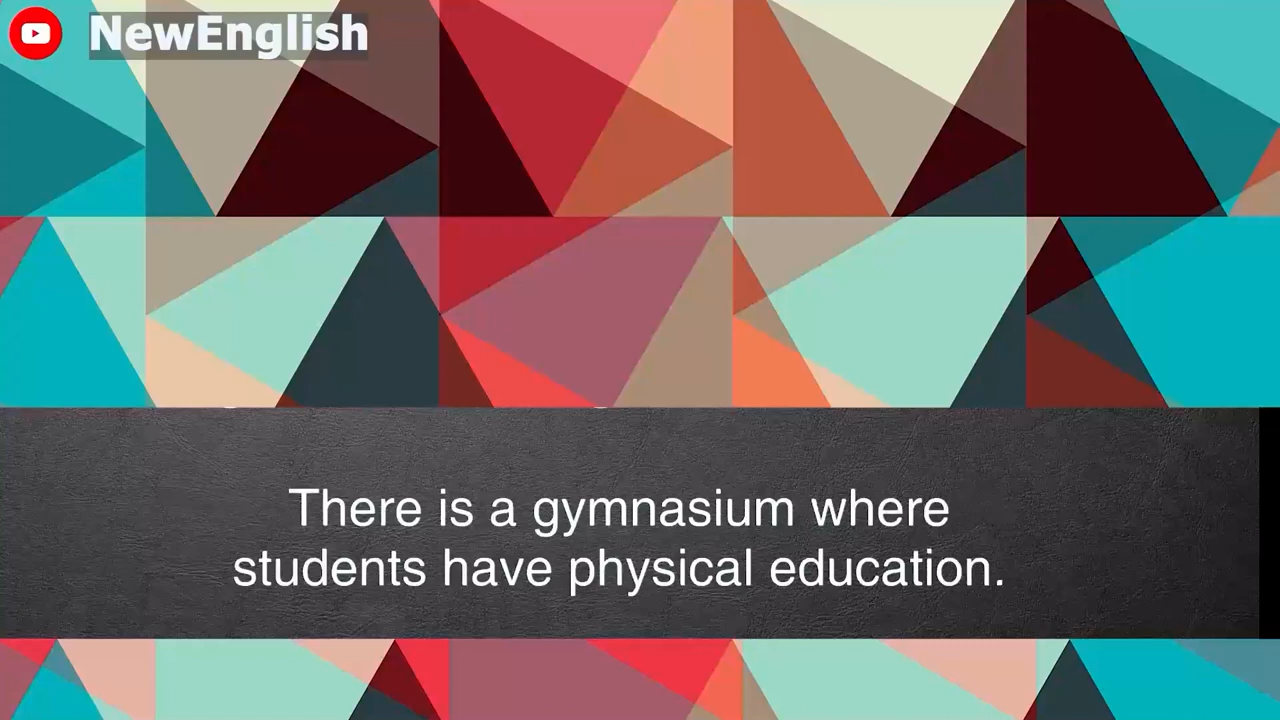 NewEnglish
There is a gymnasium where
students have physical education.